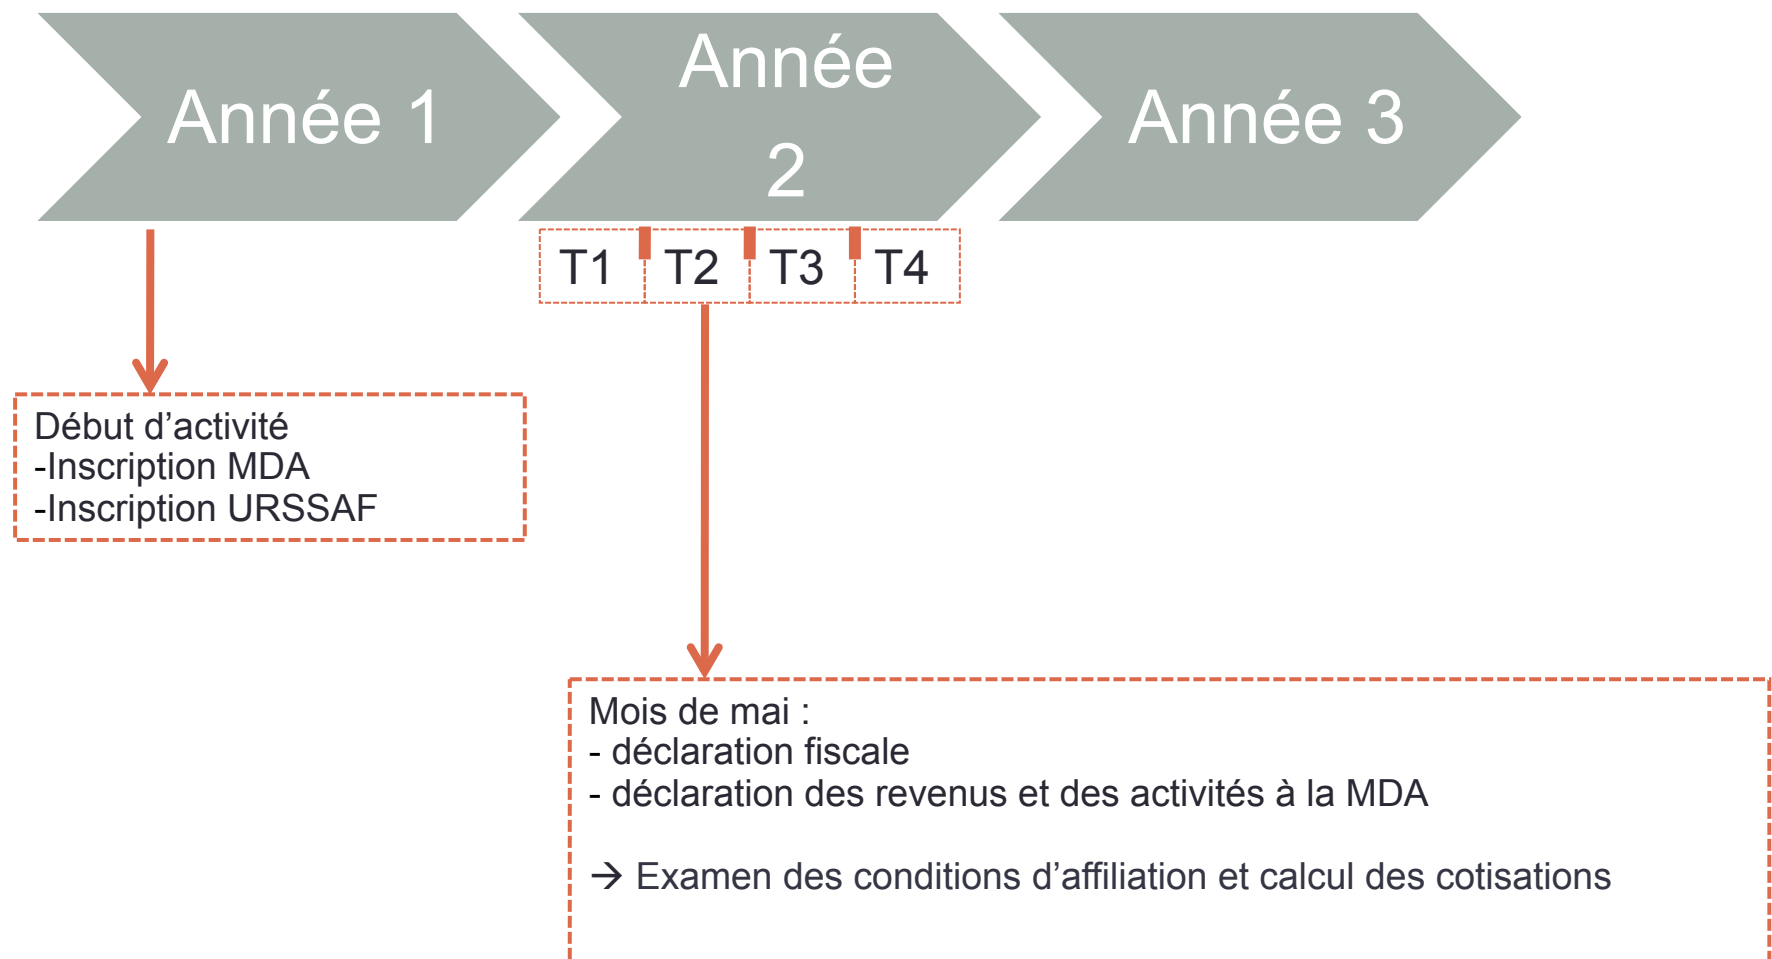 Année 1
Année
2
Année 3
T1 T2 T3 T4
Début d’activité
-Inscription MDA
-Inscription URSSAF
Mois de mai :
- déclaration fiscale
- déclaration des revenus et des activités à la MDA
→ Examen des conditions d’affiliation et calcul des cotisations